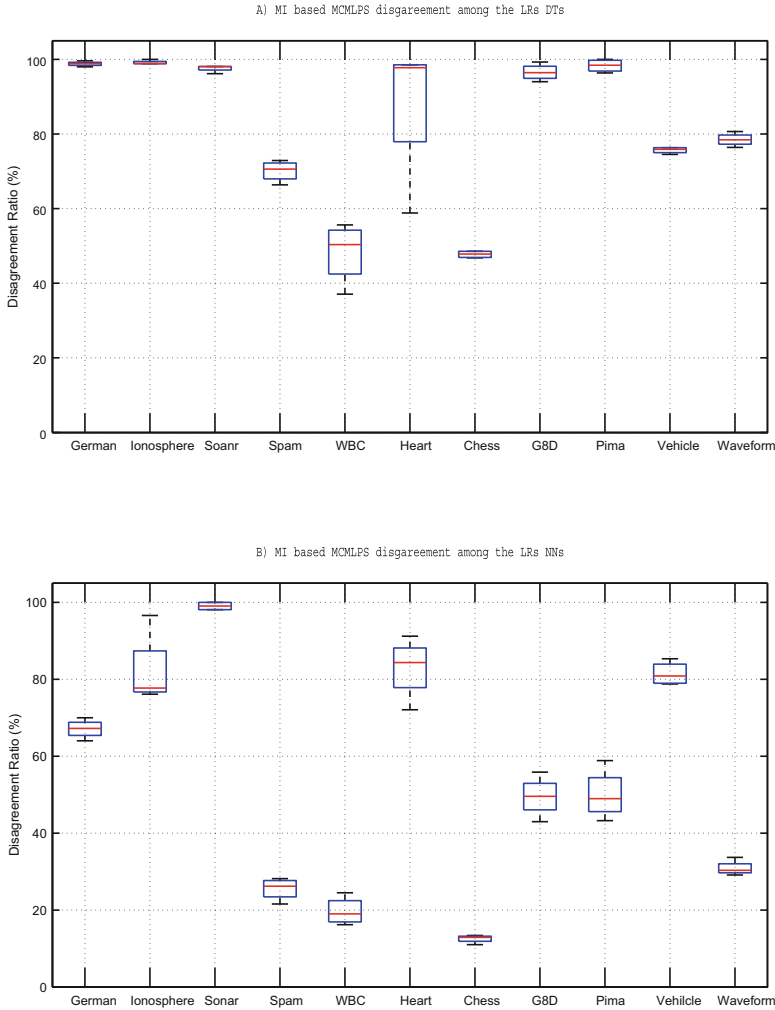 A) MI based MCMLPS disgareement among the LRs DTs
100
80
60
40
20
0
Disagreement Ratio (%)
German Ionosphere Soanr Spam WBC Heart Chess G8D Pima Vehicle Waveform
B) MI based MCMLPS disgareement among the LRs NNs
100
80
60
40
20
0
Disagreement Ratio (%)
German Ionosphere Sonar Spam WBC Heart Chess G8D Pima Vehilcle Waveform